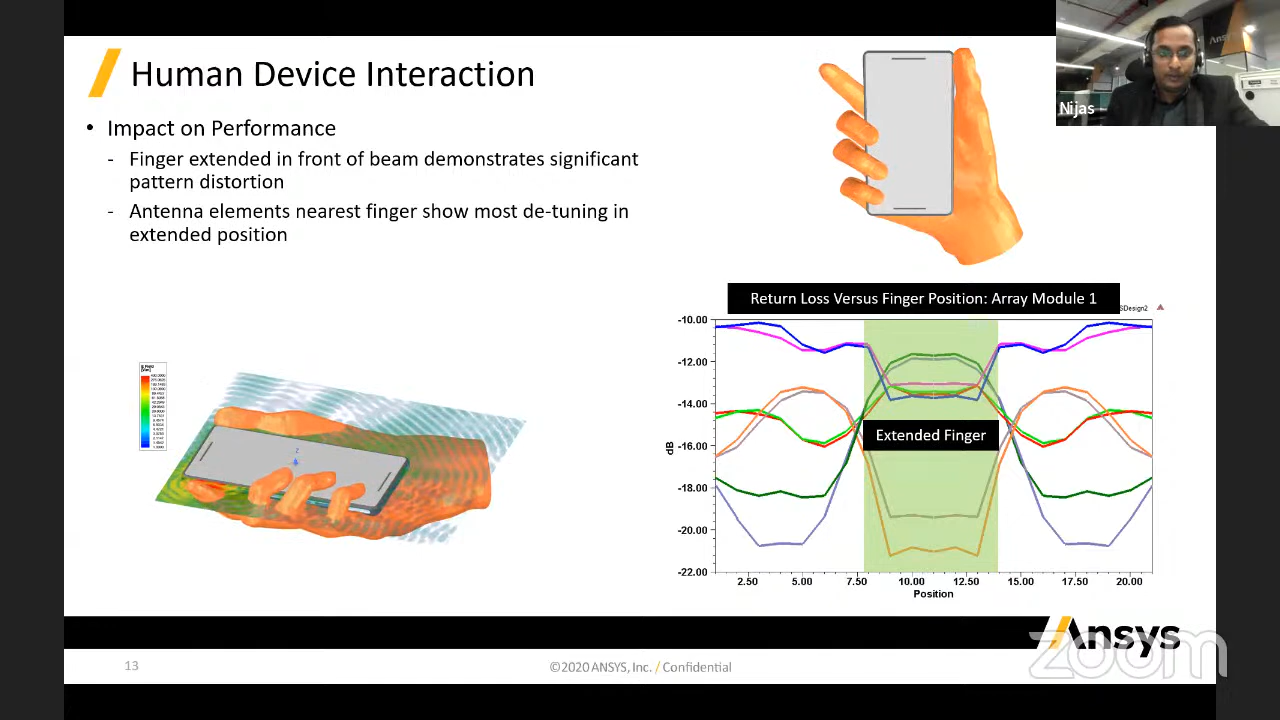 Human Device Interaction
Nijas
• Impact on Performance
- Finger extended in front of beam demonstrates significant
pattern distortion
- Antenna elements nearest finger show most de-tuning in
extended position
Return Loss Versus Finger Position: Array Module 1
-10.00
-12.00
-14.00
-16.00
-18.00
-20.00
-22.00
dB
Extended Finger
2.50 5.00 7.50 10.00 12.50 15.00 17.50 20.00
Position
Z
Ansys
zoom
13
©2020 ANSYS, Inc. / Confidential